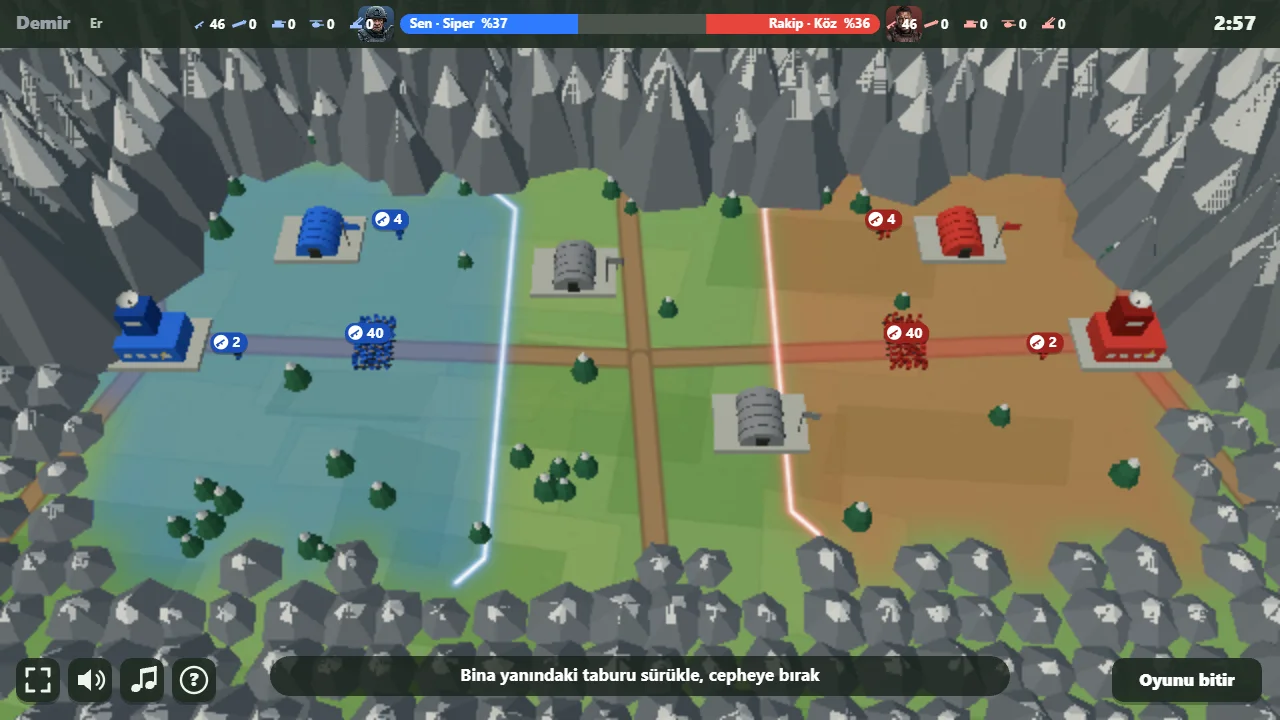 Demir Er 46 0 0 0 0 Sen · Siper %37 Rakip · Köz %36 46 0 0 0 0 2:57
4 4
40 40
2 2
Bina yanındaki taburu sürükle, cepheye bırak
? Oyunu bitir